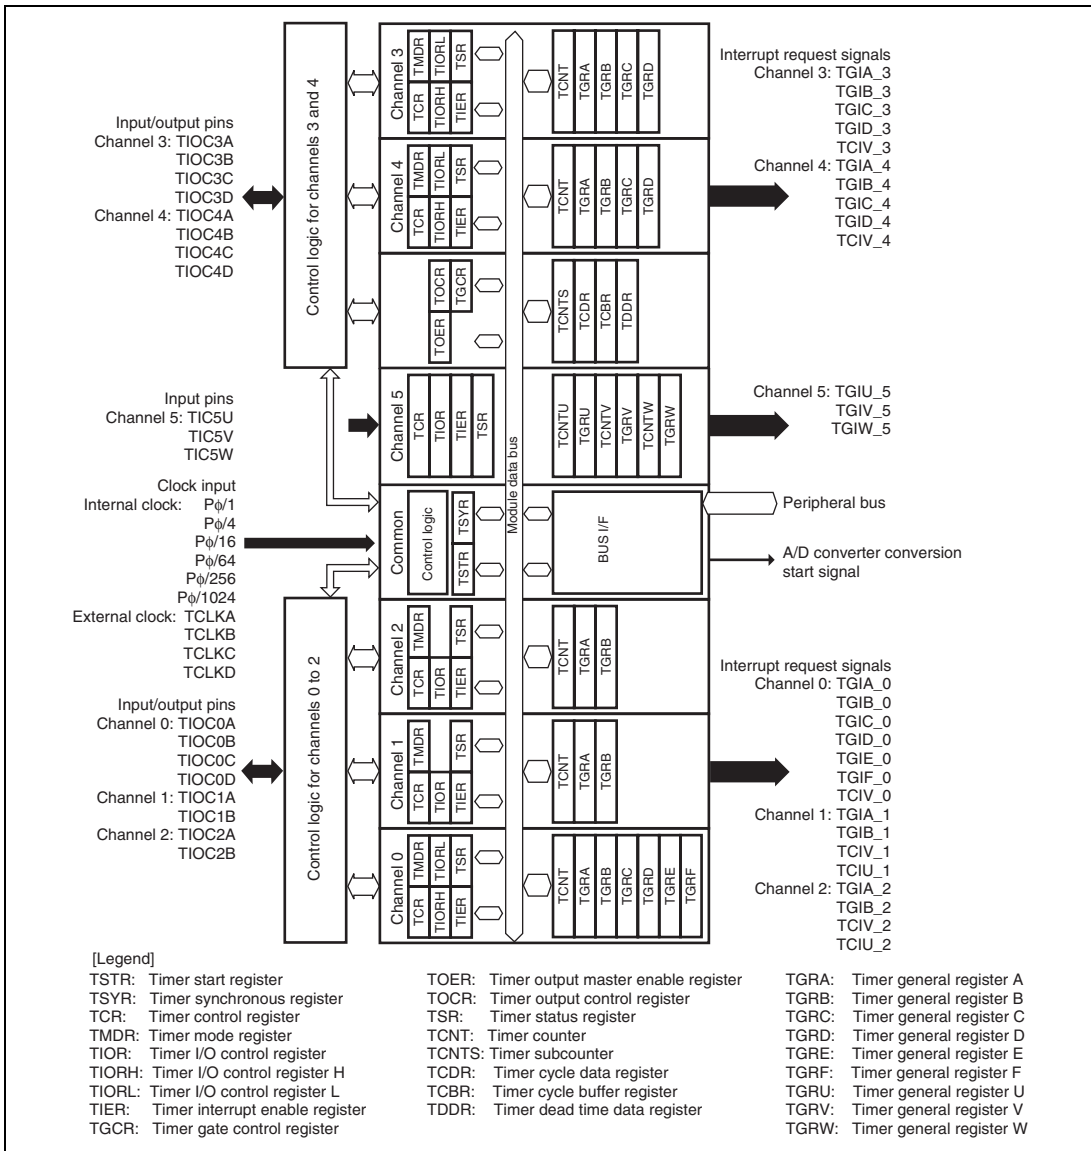 Input/output pins
Channel 3: TIOC3A
TIOC3B
TIOC3C
TIOC3D
Channel 4: TIOC4A
TIOC4B
TIOC4C
TIOC4D
Input pins
Channel 5: TIC5U
TIC5V
TIC5W
Clock input
Internal clock: Pϕ/1
Pϕ/4
Pϕ/16
Pϕ/64
Pϕ/256
Pϕ/1024
External clock: TCLKA
TCLKB
TCLKC
TCLKD
Input/output pins
Channel 0: TIOC0A
TIOC0B
TIOC0C
TIOC0D
Channel 1: TIOC1A
TIOC1B
Channel 2: TIOC2A
TIOC2B
Control logic for channels 3 and 4
Control logic for channels 0 to 2
Channel 3
TCR
TMDR
TIORH
TIORL
TIER
TSR
TCNT
TGRA
TGRB
TGRC
TGRD
Channel 4
TCR
TMDR
TIORH
TIORL
TIER
TSR
TCNT
TGRA
TGRB
TGRC
TGRD
TOER
TOCR
TGCR
TCNTS
TCDR
TCBR
TDDR
Channel 5
TCR
TIOR
TIER
TSR
TCNTU
TGRU
TCNTV
TGRV
TCNTW
TGRW
Common
Control logic
TSTR
TSYR
Module data bus
BUS I/F
Channel 2
TCR
TMDR
TIOR
TIER
TSR
TCNT
TGRA
TGRB
Channel 1
TCR
TMDR
TIOR
TIER
TSR
TCNT
TGRA
TGRB
Channel 0
TCR
TMDR
TIORH
TIORL
TIER
TSR
TCNT
TGRA
TGRB
TGRC
TGRD
TGRE
TGRF
Interrupt request signals
Channel 3: TGIA_3
TGIB_3
TGIC_3
TGID_3
TCIV_3
Channel 4: TGIA_4
TGIB_4
TGIC_4
TGID_4
TCIV_4
Channel 5: TGIU_5
TGIV_5
TGIW_5
Peripheral bus
A/D converter conversion
start signal
Interrupt request signals
Channel 0: TGIA_0
TGIB_0
TGIC_0
TGID_0
TGIE_0
TGIF_0
TCIV_0
Channel 1: TGIA_1
TGIB_1
TCIV_1
TCIU_1
Channel 2: TGIA_2
TGIB_2
TCIV_2
TCIU_2
[Legend]
TSTR: Timer start register
TSYR: Timer synchronous register
TCR: Timer control register
TMDR: Timer mode register
TIOR: Timer I/O control register
TIORH: Timer I/O control register H
TIORL: Timer I/O control register L
TIER: Timer interrupt enable register
TGCR: Timer gate control register
TOER: Timer output master enable register
TOCR: Timer output control register
TSR: Timer status register
TCNT: Timer counter
TCNTS: Timer subcounter
TCDR: Timer cycle data register
TCBR: Timer cycle buffer register
TDDR: Timer dead time data register
TGRA: Timer general register A
TGRB: Timer general register B
TGRC: Timer general register C
TGRD: Timer general register D
TGRE: Timer general register E
TGRF: Timer general register F
TGRU: Timer general register U
TGRV: Timer general register V
TGRW: Timer general register W